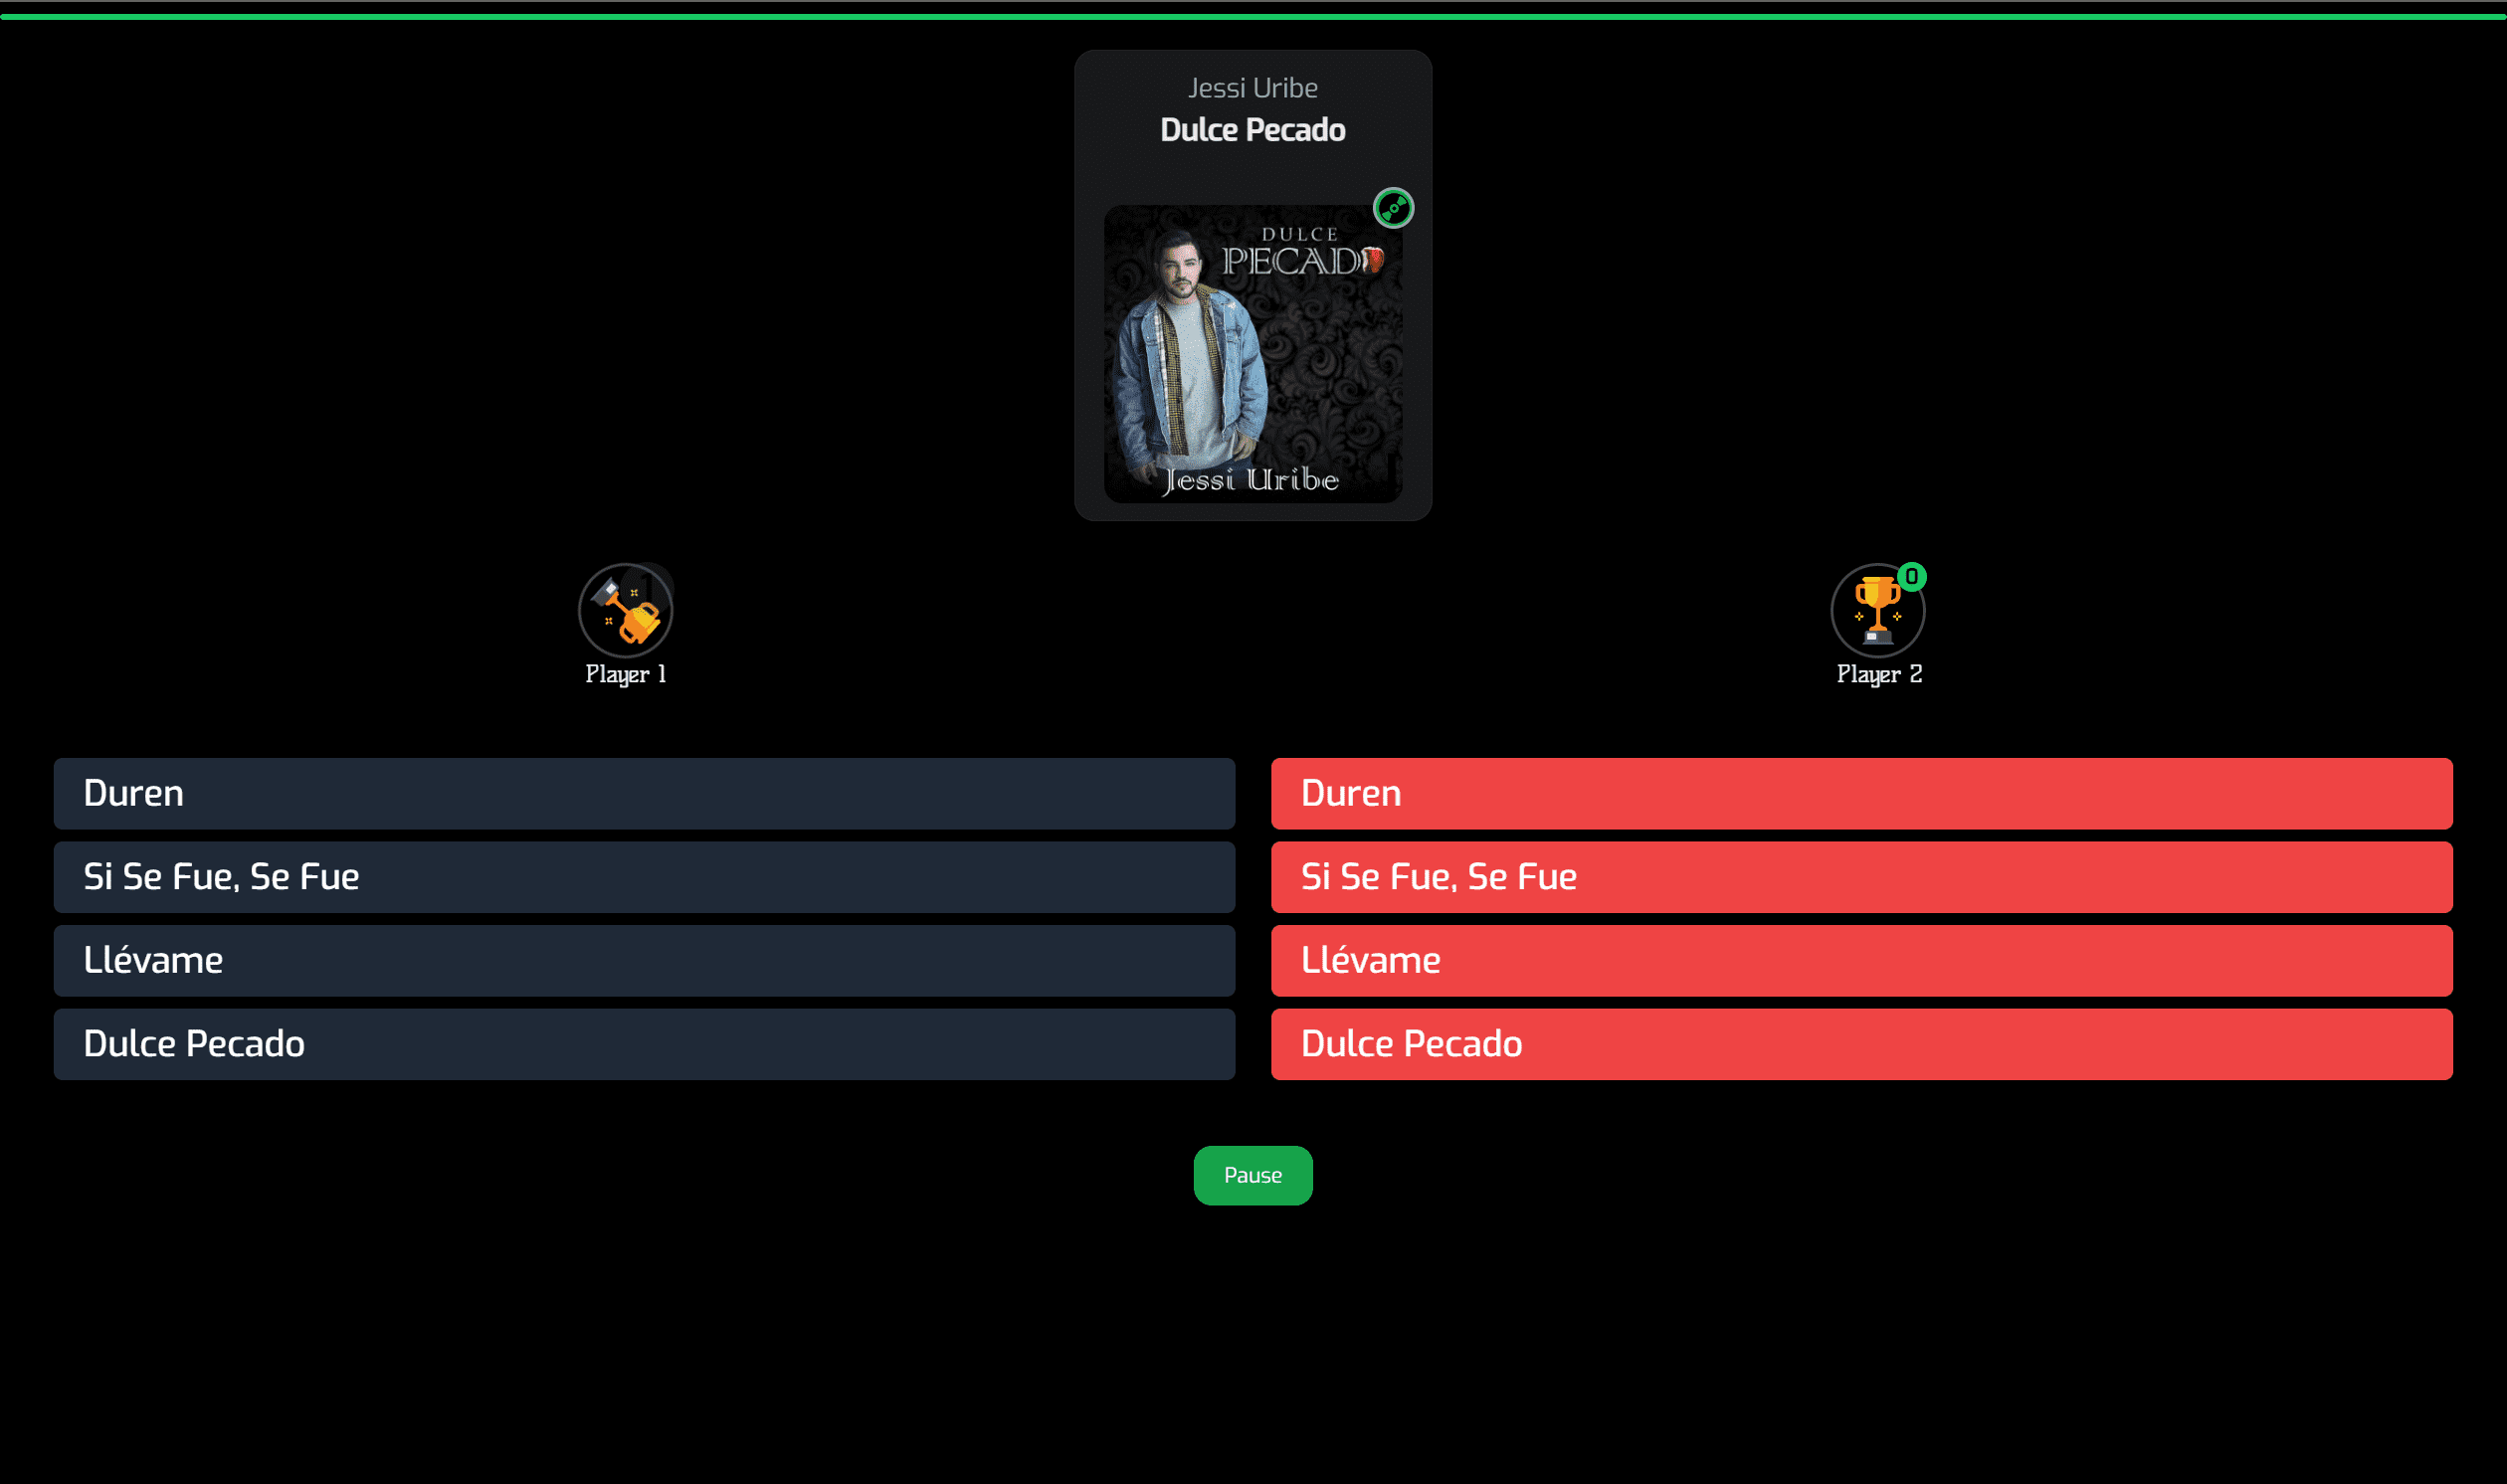 Jessi Uribe
Dulce Pecado
DULCE
PECADO
Jessi Uribe
1
0
Player 1
Player 2
Duren
Duren
Si Se Fue, Se Fue
Si Se Fue, Se Fue
Llévame
Llévame
Dulce Pecado
Dulce Pecado
Pause